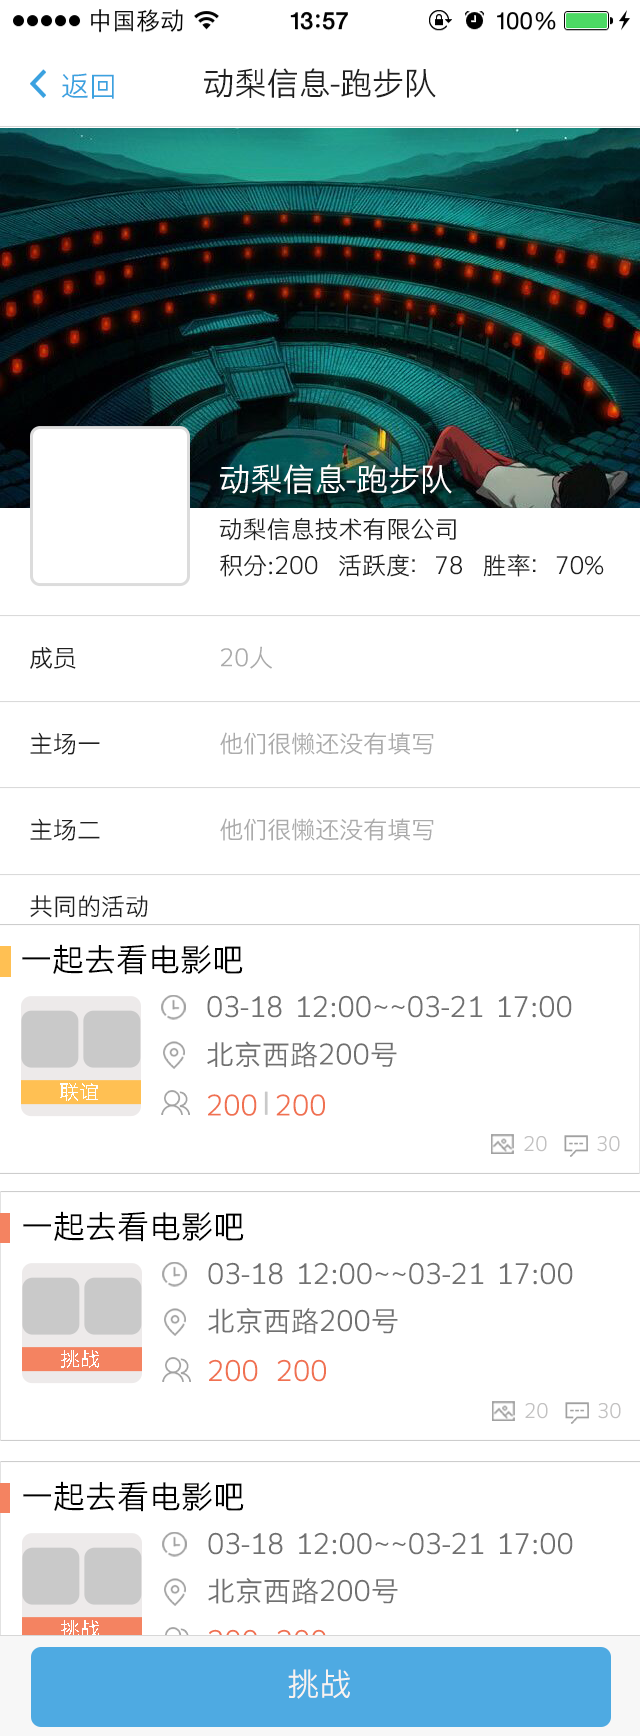 中国移动 13:57 100%
返回 动梨信息-跑步队
动梨信息-跑步队
动梨信息技术有限公司
积分:200 活跃度: 78 胜率: 70%
成员 20人
主场一 他们很懒还没有填写
主场二 他们很懒还没有填写
共同的活动
一起去看电影吧
03-18 12:00~~03-21 17:00
北京西路200号
联谊
200|200
20 30
一起去看电影吧
03-18 12:00~~03-21 17:00
北京西路200号
挑战
200 200
20 30
一起去看电影吧
03-18 12:00~~03-21 17:00
北京西路200号
挑战
200 200
挑战